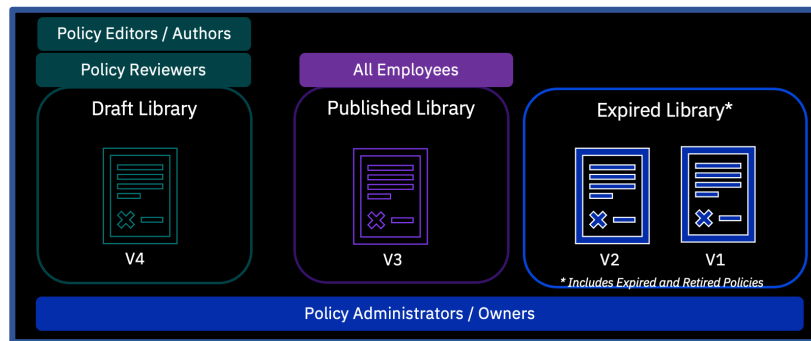 Policy Editors / Authors
Policy Reviewers
All Employees
Draft Library
Published Library
Expired Library*
V4
V3
V2
V1
* Includes Expired and Retired Policies
Policy Administrators / Owners